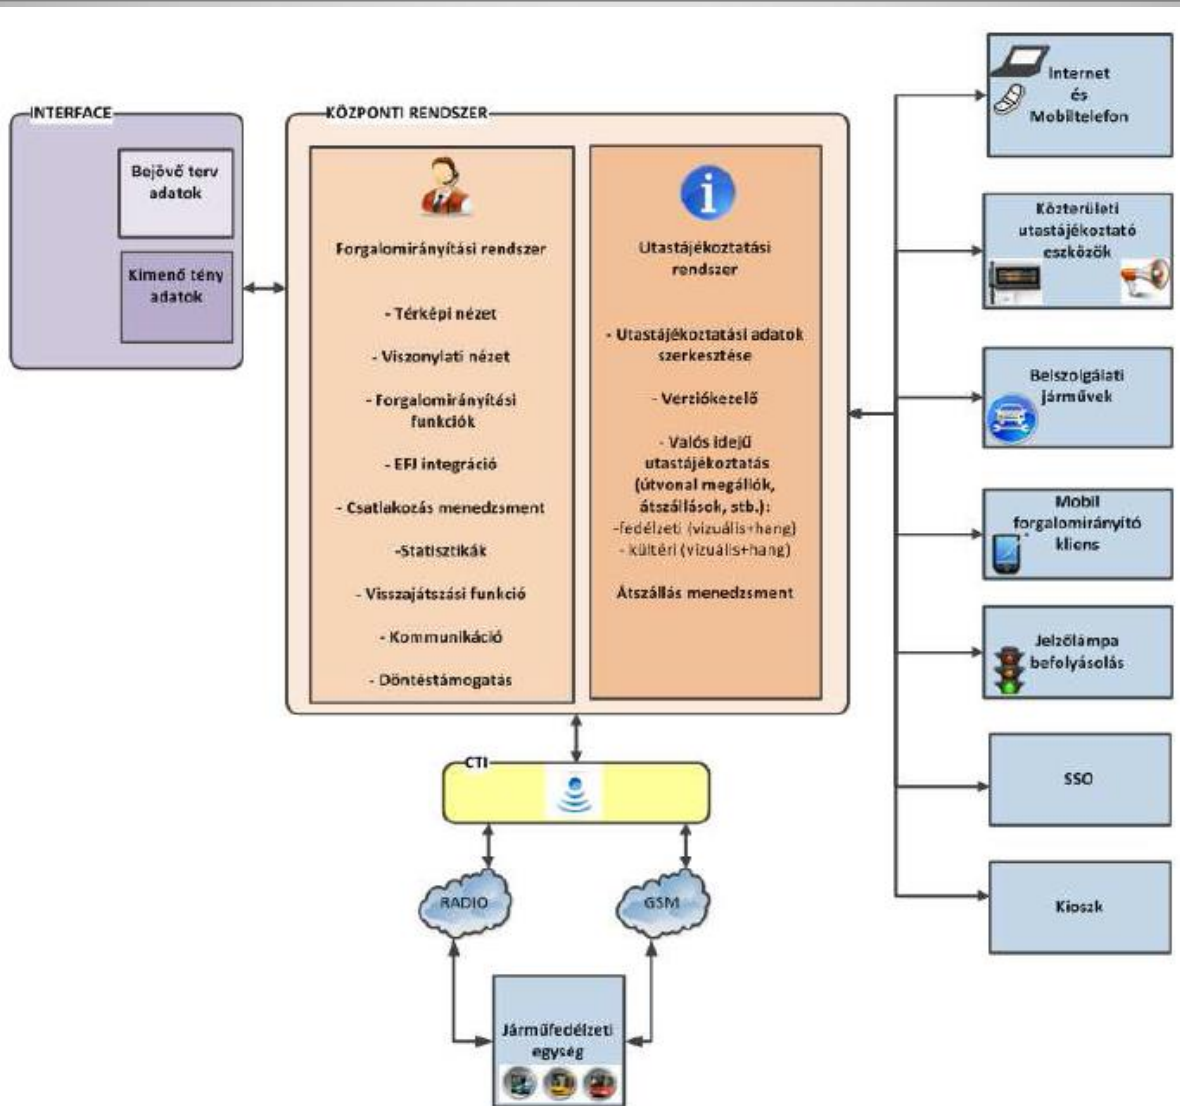 INTERFACE
Bejövő terv
adatok
Kimenő tény
adatok
KÖZPONTI RENDSZER
Forgalomirányítási rendszer
- Térképi nézet
- Viszonylati nézet
- Forgalomirányítási
funkciók
- EFJ integráció
- Csatlakozás menedzsment
-Statisztikák
- Visszajátszási funkció
- Kommunikáció
- Döntéstámogatás
Utastájékoztatási
rendszer
- Utastájékoztatási adatok
szerkesztése
- Verziókezelő
- Valós idejű
utastájékoztatás
(útvonal megállók,
átszállások, stb.):
-fedélzeti (vizuális+hang)
- kültéri (vizuális+hang)
Átszállás menedzsment
Internet
és
Mobiltelefon
Közterületi
utastájékoztató
eszközök
Belszolgálati
járművek
Mobil
forgalomirányító
kliens
Jelzőlámpa
befolyásolás
SSO
Kioszk
CTI
RADIO
GSM
Járműfedélzeti
egység